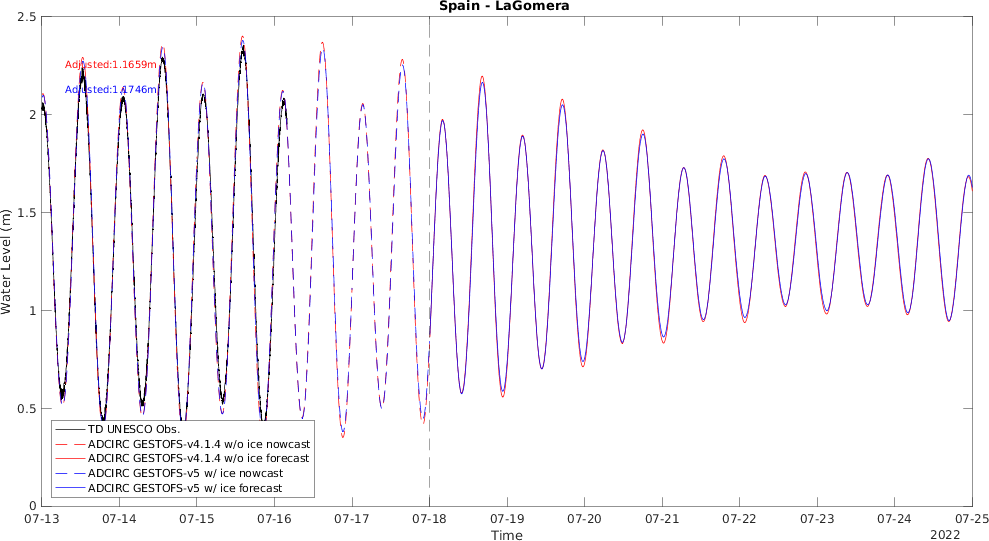 Spain - LaGomera
2.5
2
1.5
1
0.5
0
Water Level (m)
Adjusted:1.1659m
Adjusted:1.1746m
TD UNESCO Obs.
ADCIRC GESTOFS-v4.1.4 w/o ice nowcast
ADCIRC GESTOFS-v4.1.4 w/o ice forecast
ADCIRC GESTOFS-v5 w/ ice nowcast
ADCIRC GESTOFS-v5 w/ ice forecast
07-13 07-14 07-15 07-16 07-17 07-18 07-19 07-20 07-21 07-22 07-23 07-24 07-25
Time
2022